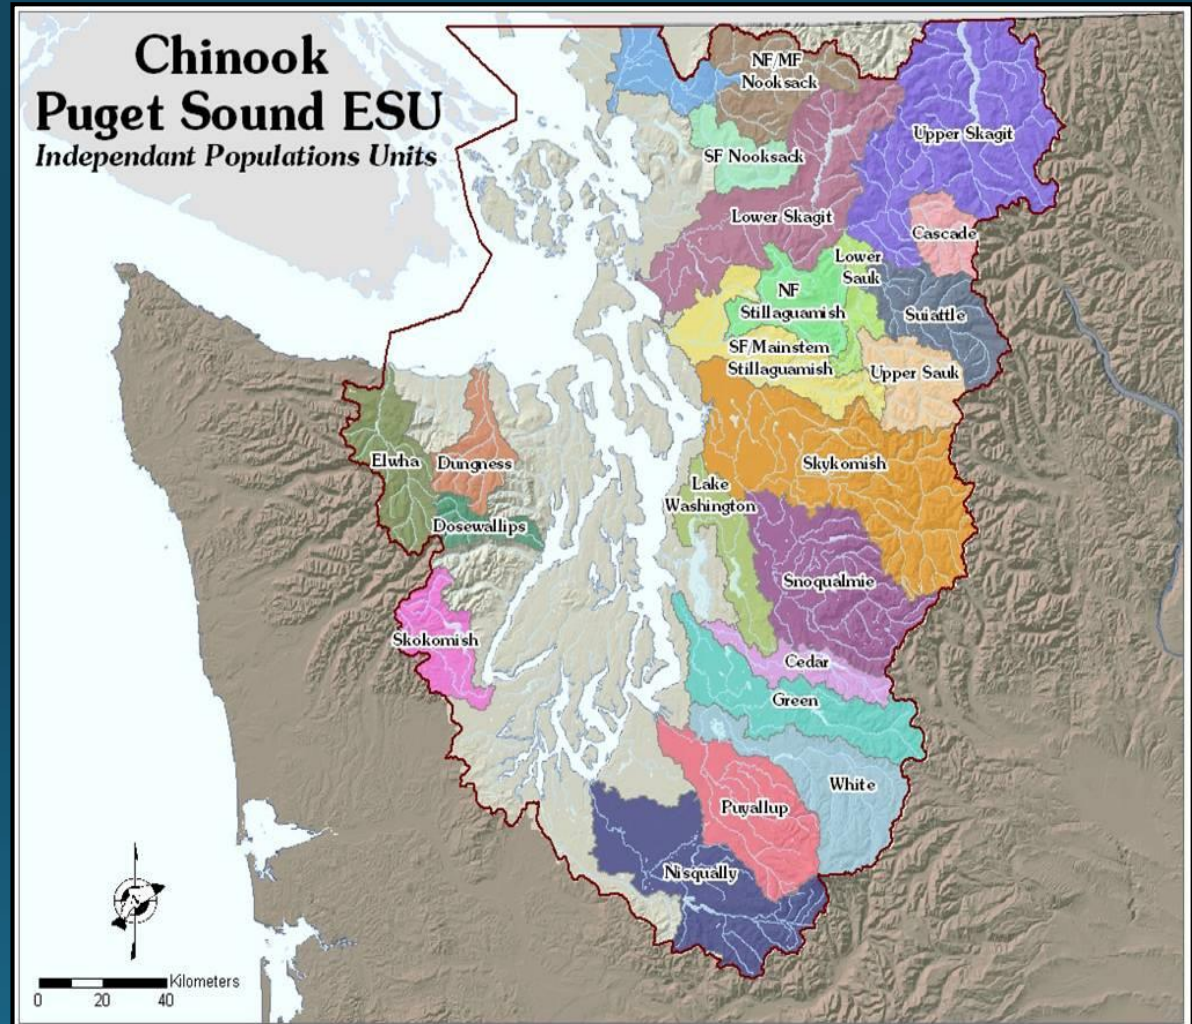 Chinook
Puget Sound ESU
Independant Populations Units
NF/MF
Nooksack
Upper Skagit
SF Nooksack
Lower Skagit
Cascade
Lower
Sauk
NF
Stillaguamish
Suiattle
SF/Mainstem
Stillaguamish
Upper Sauk
Elwha
Dungness
Skykomish
Lake
Washington
Dosewallips
Snoqualmie
Skokomish
Cedar
Green
White
Puyallup
Nisqually
N
Kilometers
0 20 40